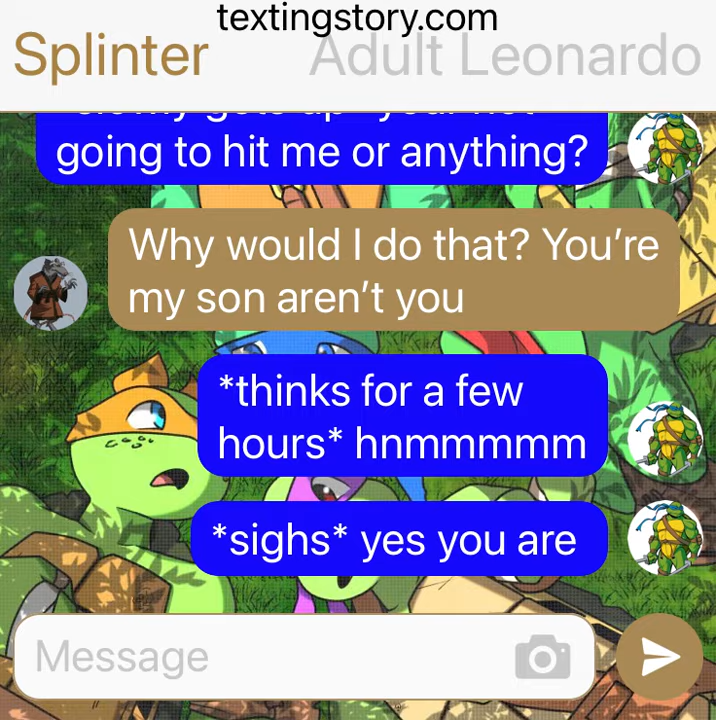 textingstory.com
Splinter
Adult Leonardo
going to hit me or anything?
Why would I do that? You’re
my son aren’t you
*thinks for a few
hours* hnmmmmm
*sighs* yes you are
Message